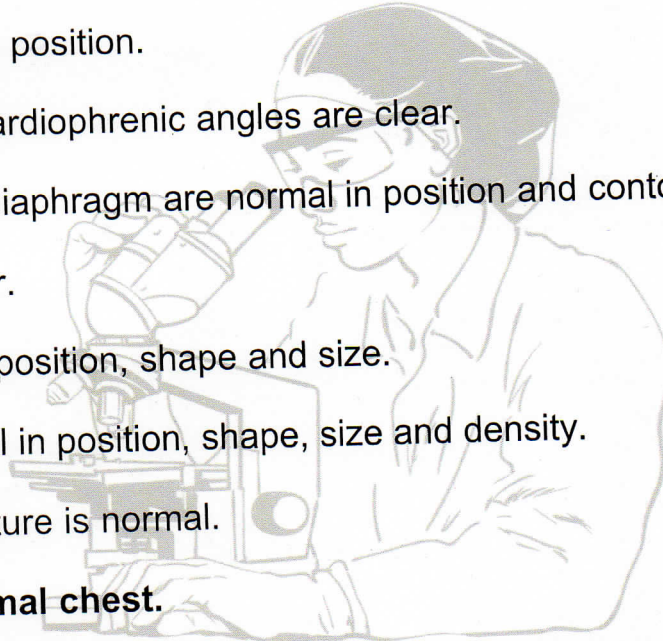 position.
ardiophrenic angles are clear.
iaphragm are normal in position and conto
r.
position, shape and size.
l in position, shape, size and density.
ture is normal.
mal chest.